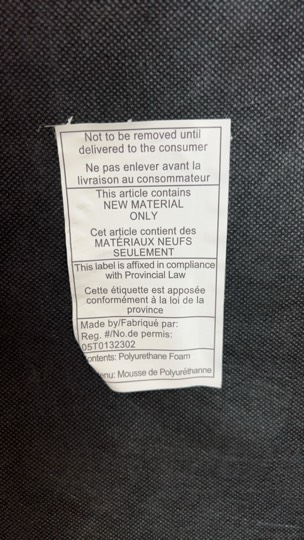 Not to be removed until
delivered to the consumer
Ne pas enlever avant la
livraison au consommateur
This article contains
NEW MATERIAL
ONLY
Cet article contient des
MATÉRIAUX NEUFS
SEULEMENT
This label is affixed in compliance
with Provincial Law
Cette étiquette est apposée
conformément à la loi de la
province
Made by/Fabriqué par:
Reg. #/No.de permis:
05T0132302
ontents: Polyurethane Foam
enu: Mousse de Polyuréthanne